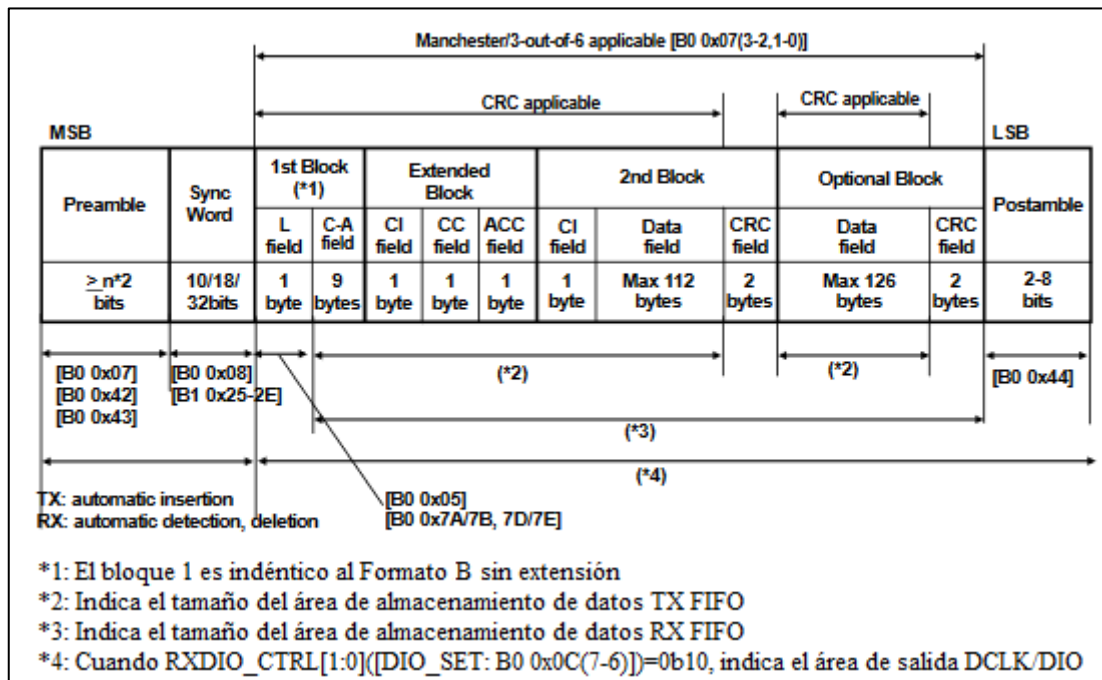 Manchester/3-out-of-6 applicable [B0 0x07(3-2,1-0)]
CRC applicable
CRC applicable
MSB
LSB
Preamble
Sync
Word
1st Block
(*1)
Extended
Block
2nd Block
Optional Block
Postamble
L
field
C-A
field
CI
field
CC
field
ACC
field
CI
field
Data
field
CRC
field
Data
field
CRC
field
≥ n*2
bits
10/18/
32bits
1
byte
9
bytes
1
byte
1
byte
1
byte
1
byte
Max 112
bytes
2
bytes
Max 126
bytes
2
bytes
2-8
bits
[B0 0x07]
[B0 0x42]
[B0 0x43]
[B0 0x08]
[B1 0x25-2E]
(*2)
(*2)
[B0 0x44]
(*3)
(*4)
TX: automatic insertion
RX: automatic detection, deletion
[B0 0x05]
[B0 0x7A/7B, 7D/7E]
*1: El bloque 1 es indéntico al Formato B sin extensión
*2: Indica el tamaño del área de almacenamiento de datos TX FIFO
*3: Indica el tamaño del área de almacenamiento de datos RX FIFO
*4: Cuando RXDIO_CTRL[1:0]([DIO_SET: B0 0x0C(7-6)])=0b10, indica el área de salida DCLK/DIO